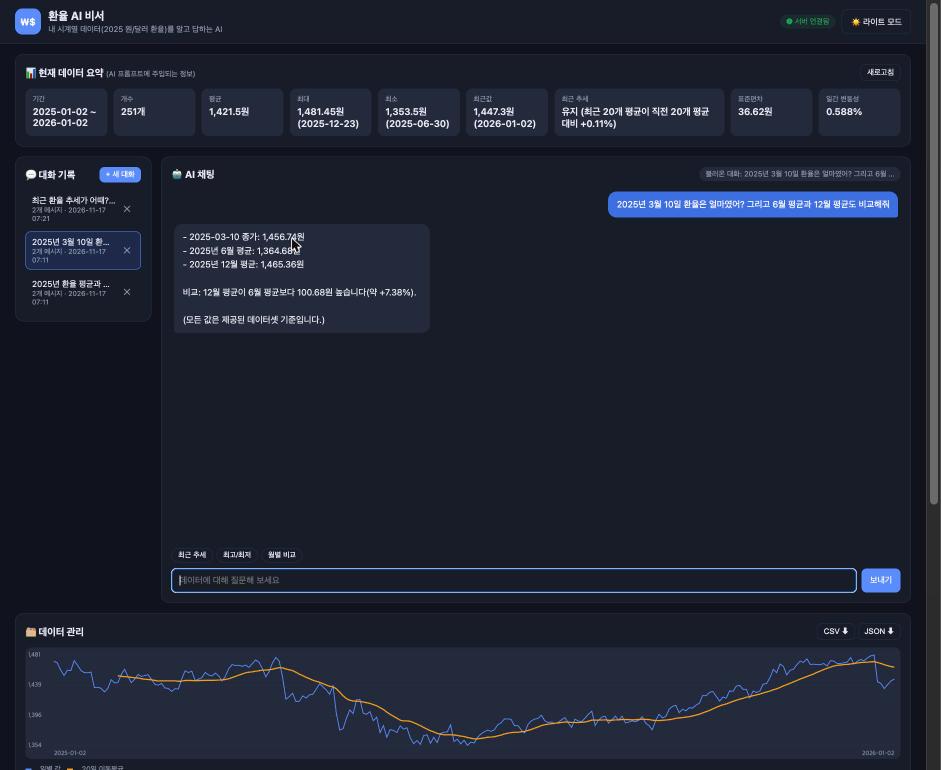 W$
환율 AI 비서
내 시계열 데이터(2025 원/달러 환율)를 알고 답하는 AI
서버 연결됨
라이트 모드
현재 데이터 요약 (AI 프롬프트에 주입되는 정보)
새로고침
기간
2025-01-02 ~
2026-01-02
개수
251개
평균
1,421.5원
최대
1,481.45원
(2025-12-23)
최소
1,353.5원
(2025-06-30)
최근값
1,447.3원
(2026-01-02)
최근 추세
유지 (최근 20개 평균이 직전 20개 평균
대비 +0.11%)
표준편차
36.62원
일간 변동성
0.588%
대화 기록
+ 새 대화
최근 환율 추세가 어때?...
2개 메시지 · 2026-11-17
07:21
2025년 3월 10일 환...
2개 메시지 · 2026-11-17
07:11
2025년 환율 평균과 ...
2개 메시지 · 2026-11-17
07:11
AI 채팅
불러온 대화: 2025년 3월 10일 환율은 얼마였어? 그리고 6월 ...
2025년 3월 10일 환율은 얼마였어? 그리고 6월 평균과 12월 평균도 비교해줘
- 2025-03-10 종가: 1,456.74원
- 2025년 6월 평균: 1,364.68원
- 2025년 12월 평균: 1,465.36원
비교: 12월 평균이 6월 평균보다 100.68원 높습니다(약 +7.38%).
(모든 값은 제공된 데이터셋 기준입니다.)
최근 추세
최고/최저
월별 비교
데이터에 대해 질문해 보세요
보내기
데이터 관리
CSV
JSON
1,481
1,439
1,396
1,354
2025-01-02
2026-01-02
일별 값
20일 이동평균